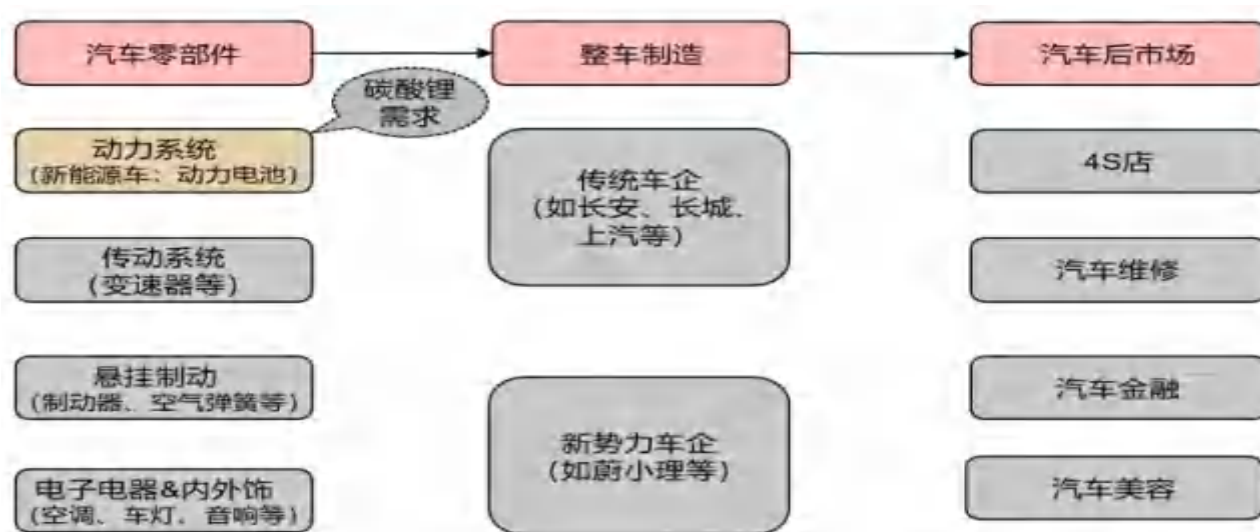 汽车零部件
整车制造
汽车后市场
碳酸锂
需求
动力系统
(新能源车：动力电池)
传统车企
(如长安、长城、
上汽等)
4S店
传动系统
(变速器等)
汽车维修
悬挂制动
(制动器、空气弹簧等)
新势力车企
(如蔚小理等)
汽车金融
电子电器&内外饰
(空调、车灯、音响等)
汽车美容